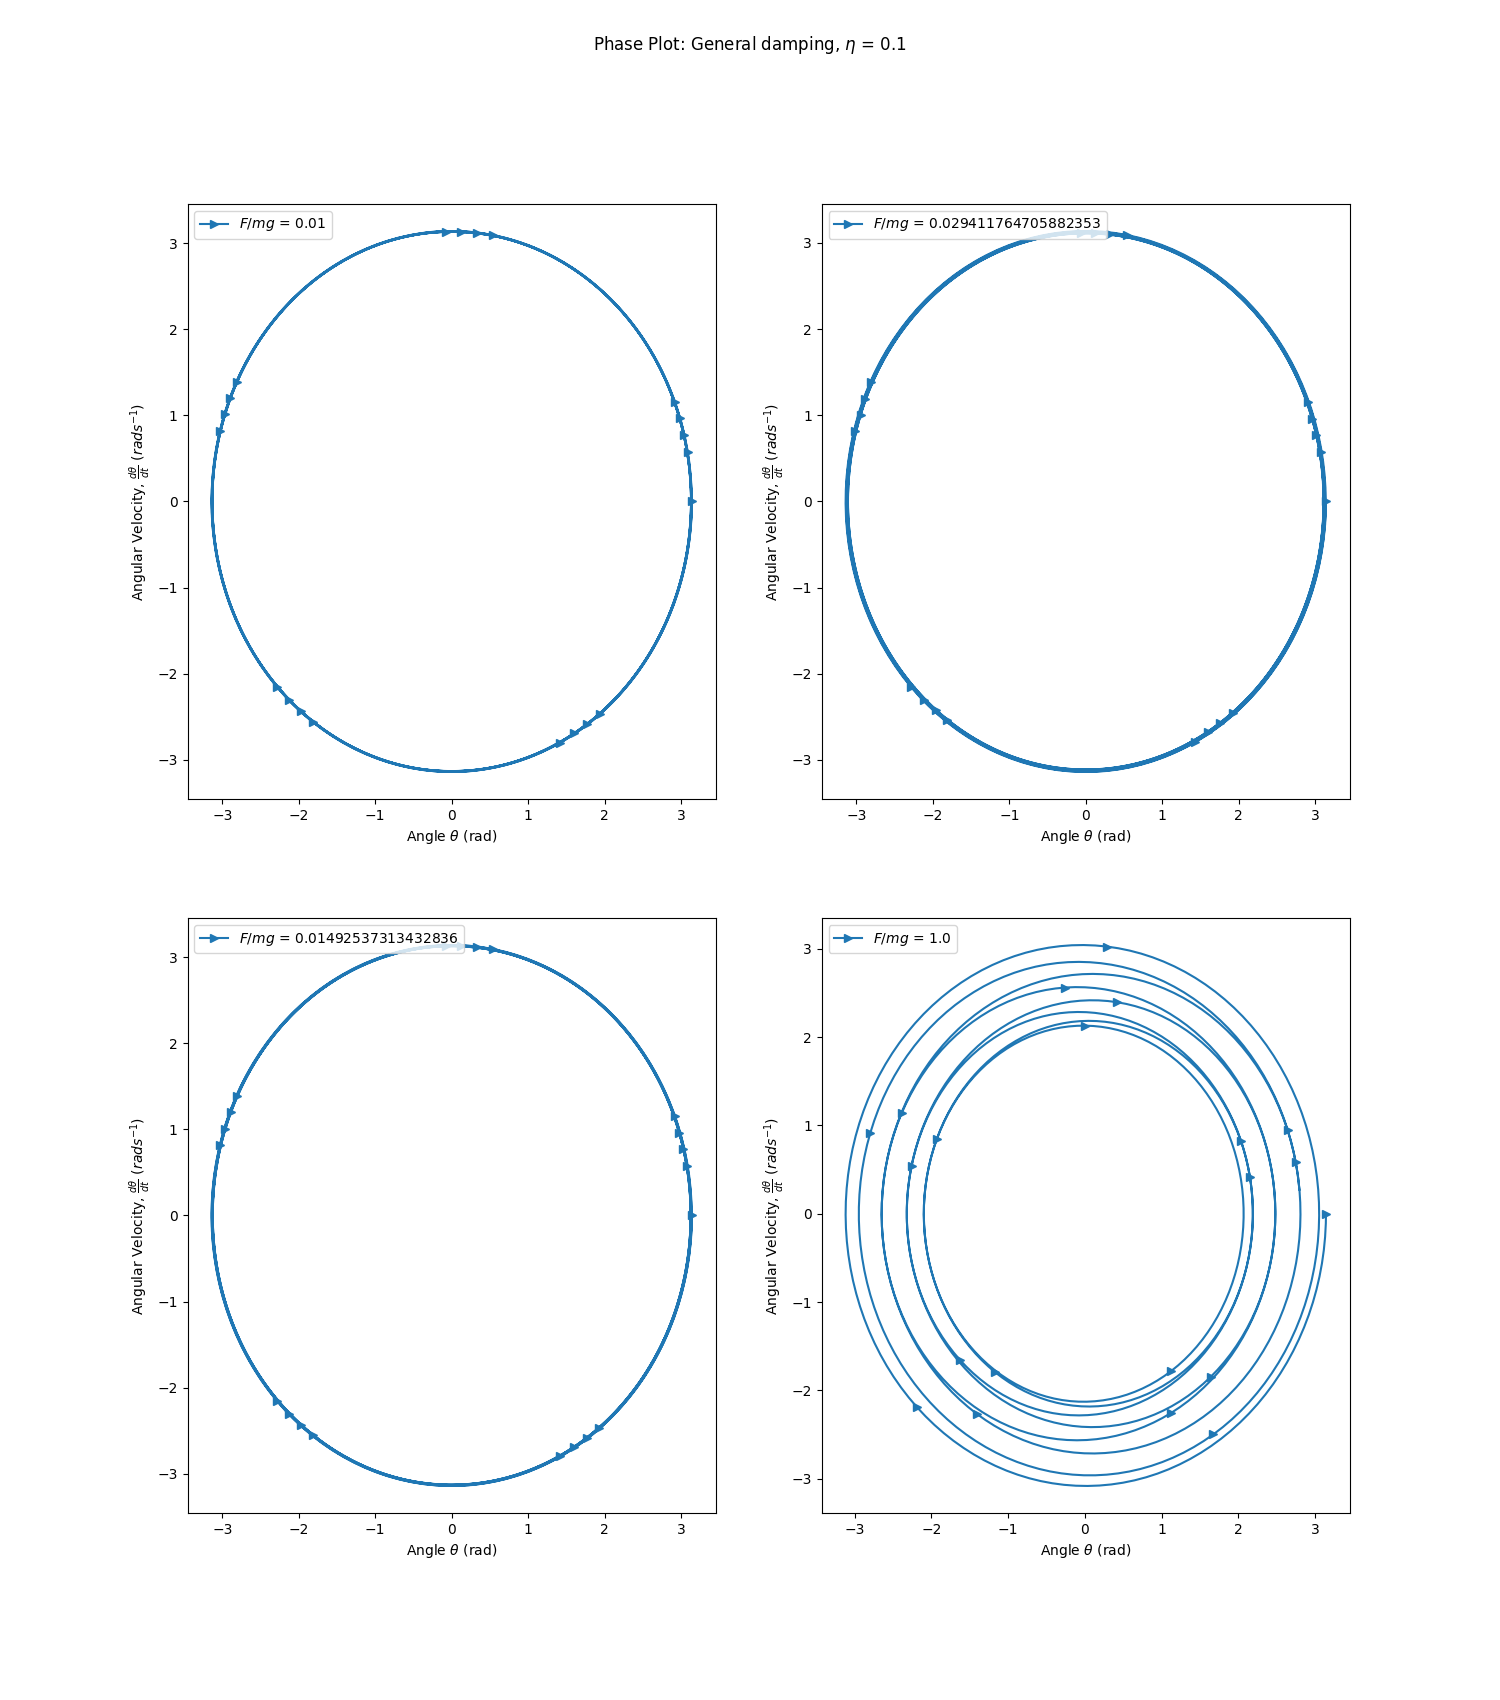 Phase Plot: General damping, η = 0.1
F/mg = 0.01
3
2
1
0
−1
−2
−3
Angular Velocity, dθ/dt (rads⁻¹)
−3 −2 −1 0 1 2 3
Angle θ (rad)
F/mg = 0.029411764705882353
3
2
1
0
−1
−2
−3
Angular Velocity, dθ/dt (rads⁻¹)
−3 −2 −1 0 1 2 3
Angle θ (rad)
F/mg = 0.01492537313432836
3
2
1
0
−1
−2
−3
Angular Velocity, dθ/dt (rads⁻¹)
−3 −2 −1 0 1 2 3
Angle θ (rad)
F/mg = 1.0
3
2
1
0
−1
−2
−3
Angular Velocity, dθ/dt (rads⁻¹)
−3 −2 −1 0 1 2 3
Angle θ (rad)